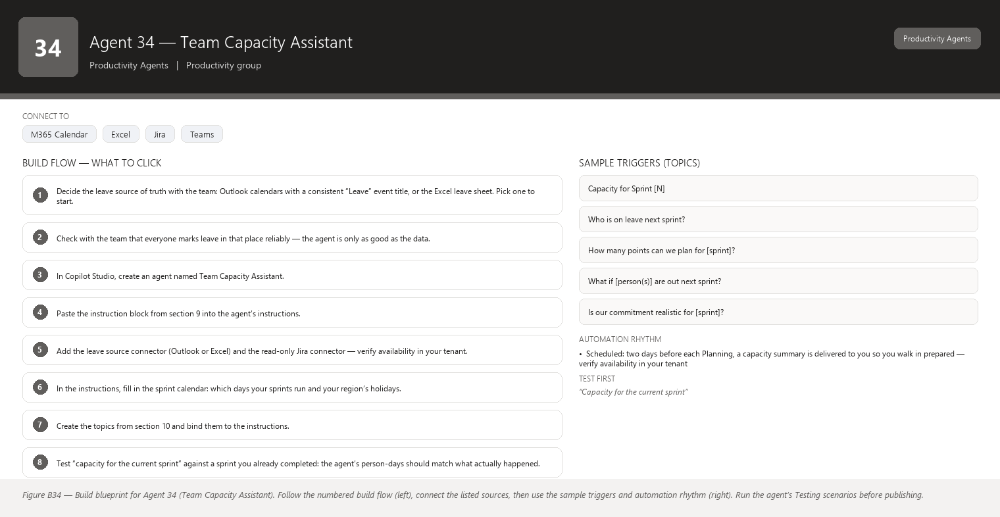 34
Agent 34 — Team Capacity Assistant
Productivity Agents | Productivity group
Productivity Agents
CONNECT TO
M365 Calendar
Excel
Jira
Teams
BUILD FLOW — WHAT TO CLICK
1
Decide the leave source of truth with the team: Outlook calendars with a consistent “Leave” event title, or the Excel leave sheet. Pick one to
start.
2
Check with the team that everyone marks leave in that place reliably — the agent is only as good as the data.
3
In Copilot Studio, create an agent named Team Capacity Assistant.
4
Paste the instruction block from section 9 into the agent’s instructions.
5
Add the leave source connector (Outlook or Excel) and the read-only Jira connector — verify availability in your tenant.
6
In the instructions, fill in the sprint calendar: which days your sprints run and your region’s holidays.
7
Create the topics from section 10 and bind them to the instructions.
8
Test “capacity for the current sprint” against a sprint you already completed: the agent’s person-days should match what actually happened.
SAMPLE TRIGGERS (TOPICS)
Capacity for Sprint [N]
Who is on leave next sprint?
How many points can we plan for [sprint]?
What if [person(s)] are out next sprint?
Is our commitment realistic for [sprint]?
AUTOMATION RHYTHM
• Scheduled: two days before each Planning, a capacity summary is delivered to you so you walk in prepared —
verify availability in your tenant
TEST FIRST
“Capacity for the current sprint”
Figure B34 — Build blueprint for Agent 34 (Team Capacity Assistant). Follow the numbered build flow (left), connect the listed sources, then use the sample triggers and automation rhythm (right). Run the agent’s Testing scenarios before publishing.